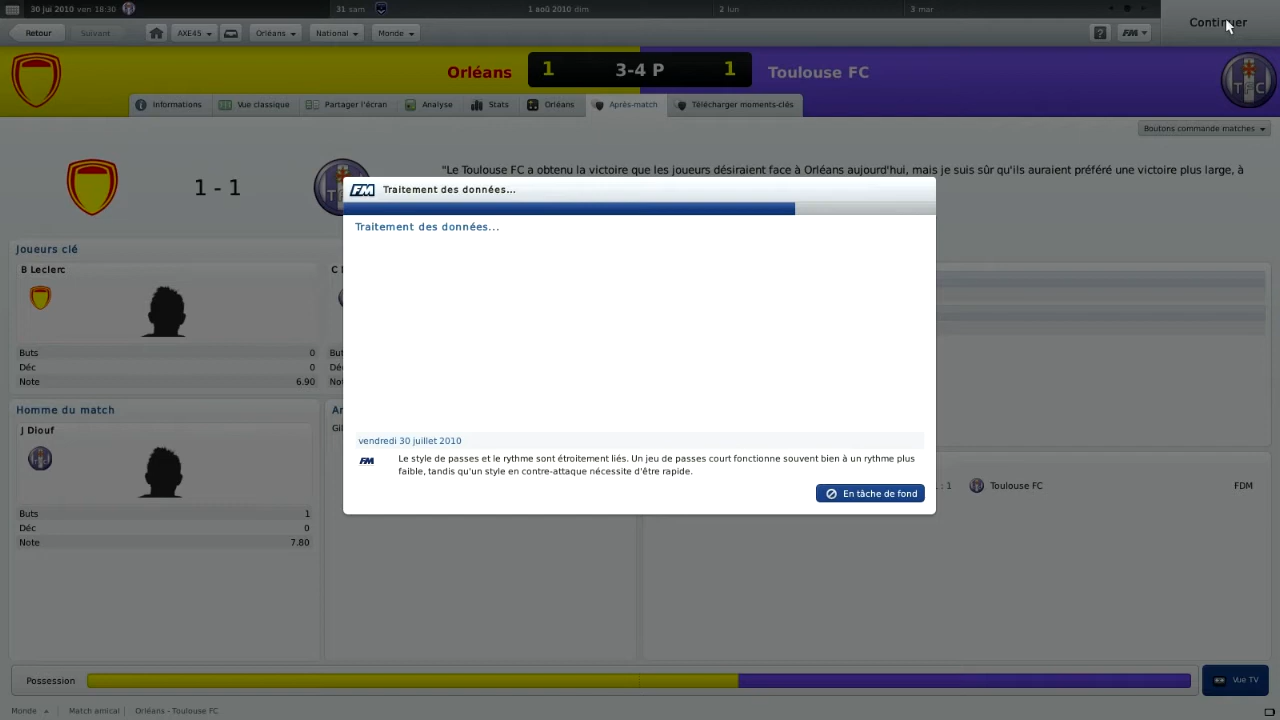 30 jui 2010 ven 18:30
31 sam
1 aoû 2010 dim
2 lun
3 mar
Continuer
Retour
Suivant
AXE45
Orléans
National
Monde
?
FM
Orléans
1
3-4 P
1
Toulouse FC
TFC
Informations
Vue classique
Partager l'écran
Analyse
Stats
Orléans
Après-match
Télécharger moments-clés
Boutons commande matches
1 - 1
"Le Toulouse FC a obtenu la victoire que les joueurs désiraient face à Orléans aujourd'hui, mais je suis sûr qu'ils auraient préféré une victoire plus large, à
FM
Traitement des données...
Traitement des données...
Joueurs clé
B Leclerc
C
Buts
0
Déc
0
Note
6.90
Homme du match
J Diouf
Buts
1
Déc
0
Note
7.80
vendredi 30 juillet 2010
FM
Le style de passes et le rythme sont étroitement liés. Un jeu de passes court fonctionne souvent bien à un rythme plus
faible, tandis qu'un style en contre-attaque nécessite d'être rapide.
En tâche de fond
: 1
Toulouse FC
FDM
Possession
Vue TV
Monde
Match amical
Orléans - Toulouse FC